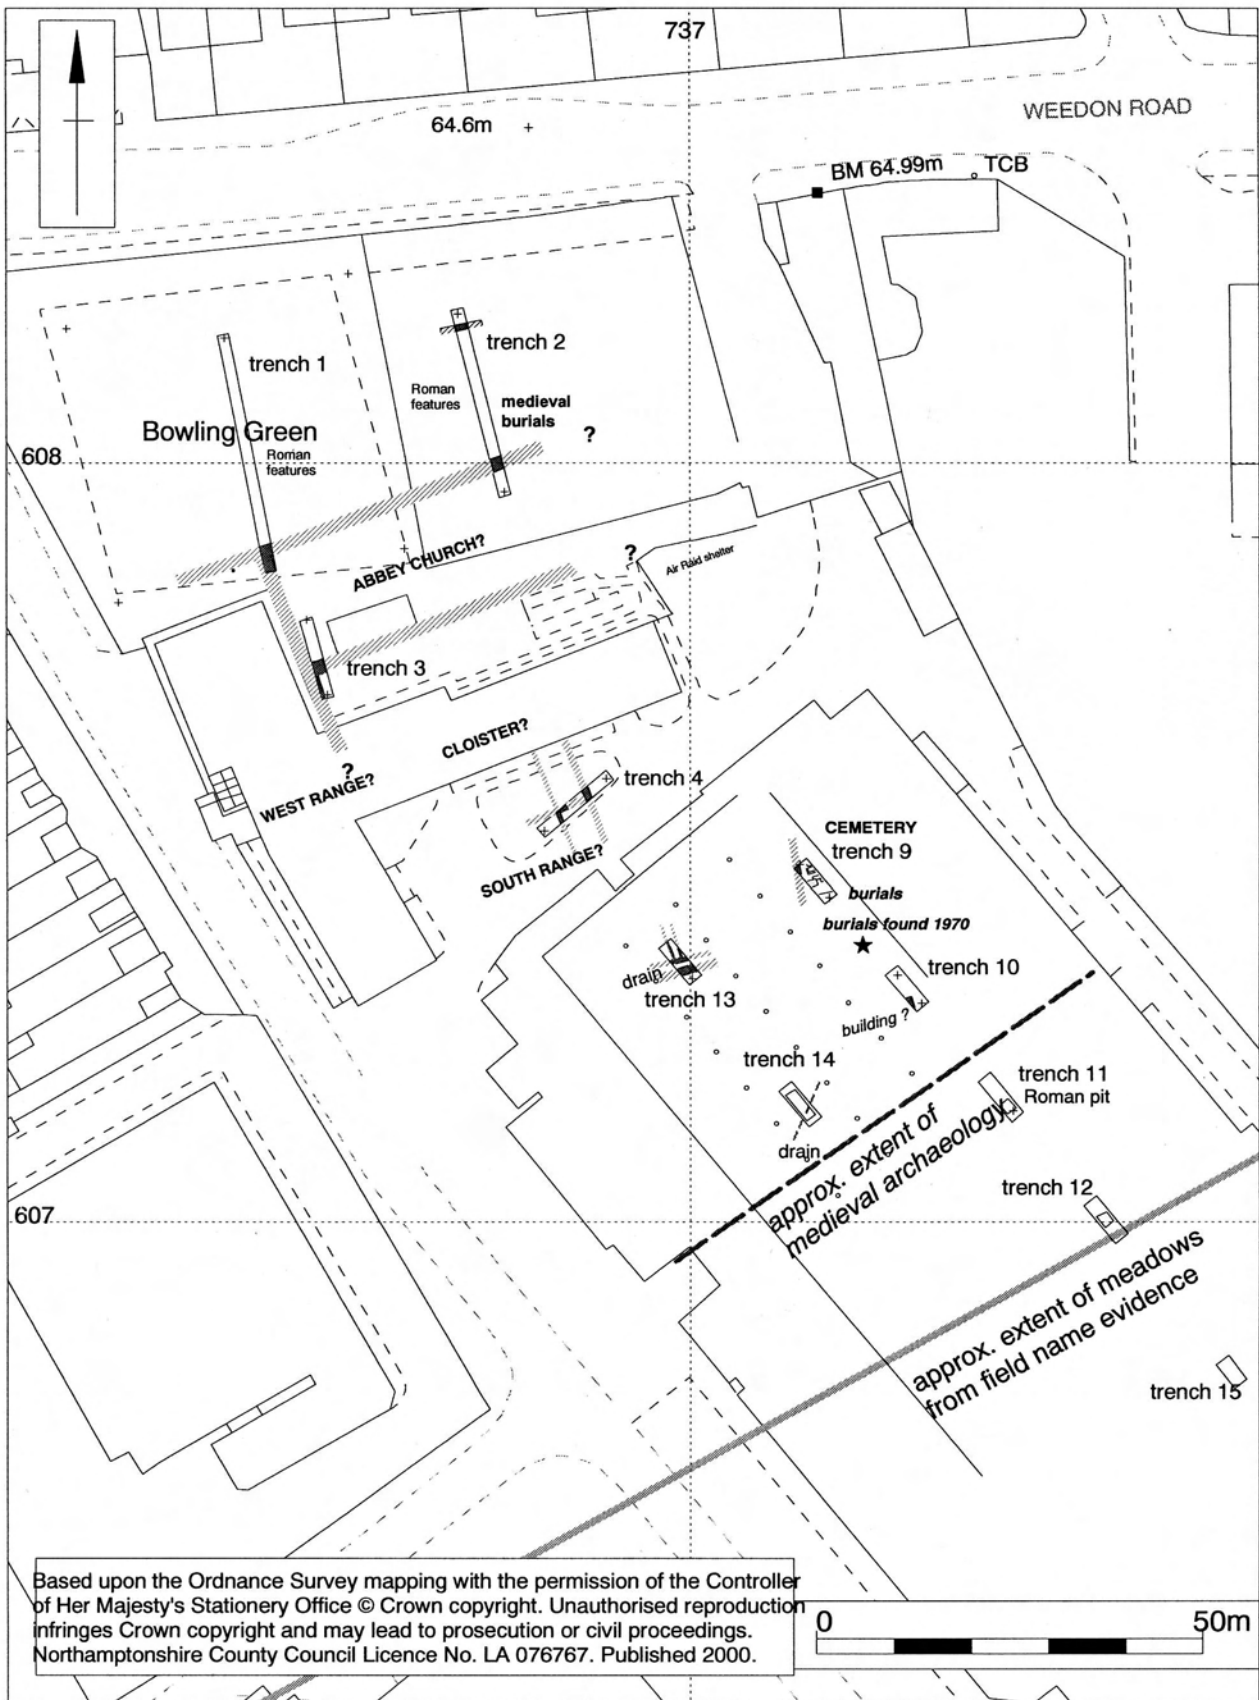 737
WEEDON ROAD
64.6m
BM 64.99m
TCB
trench 1
trench 2
Roman
features
medieval
burials
?
Bowling Green
Roman
features
608
ABBEY CHURCH?
?
Air Raid shelter
trench 3
CLOISTER?
?
WEST RANGE?
trench 4
SOUTH RANGE?
CEMETERY
trench 9
burials
burials found 1970
trench 10
drain
trench 13
building ?
trench 14
trench 11
Roman pit
drain
approx. extent of
medieval archaeology
trench 12
607
approx. extent of meadows
from field name evidence
trench 15
Based upon the Ordnance Survey mapping with the permission of the Controller
of Her Majesty's Stationery Office © Crown copyright. Unauthorised reproduction
infringes Crown copyright and may lead to prosecution or civil proceedings.
Northamptonshire County Council Licence No. LA 076767. Published 2000.
0
50m